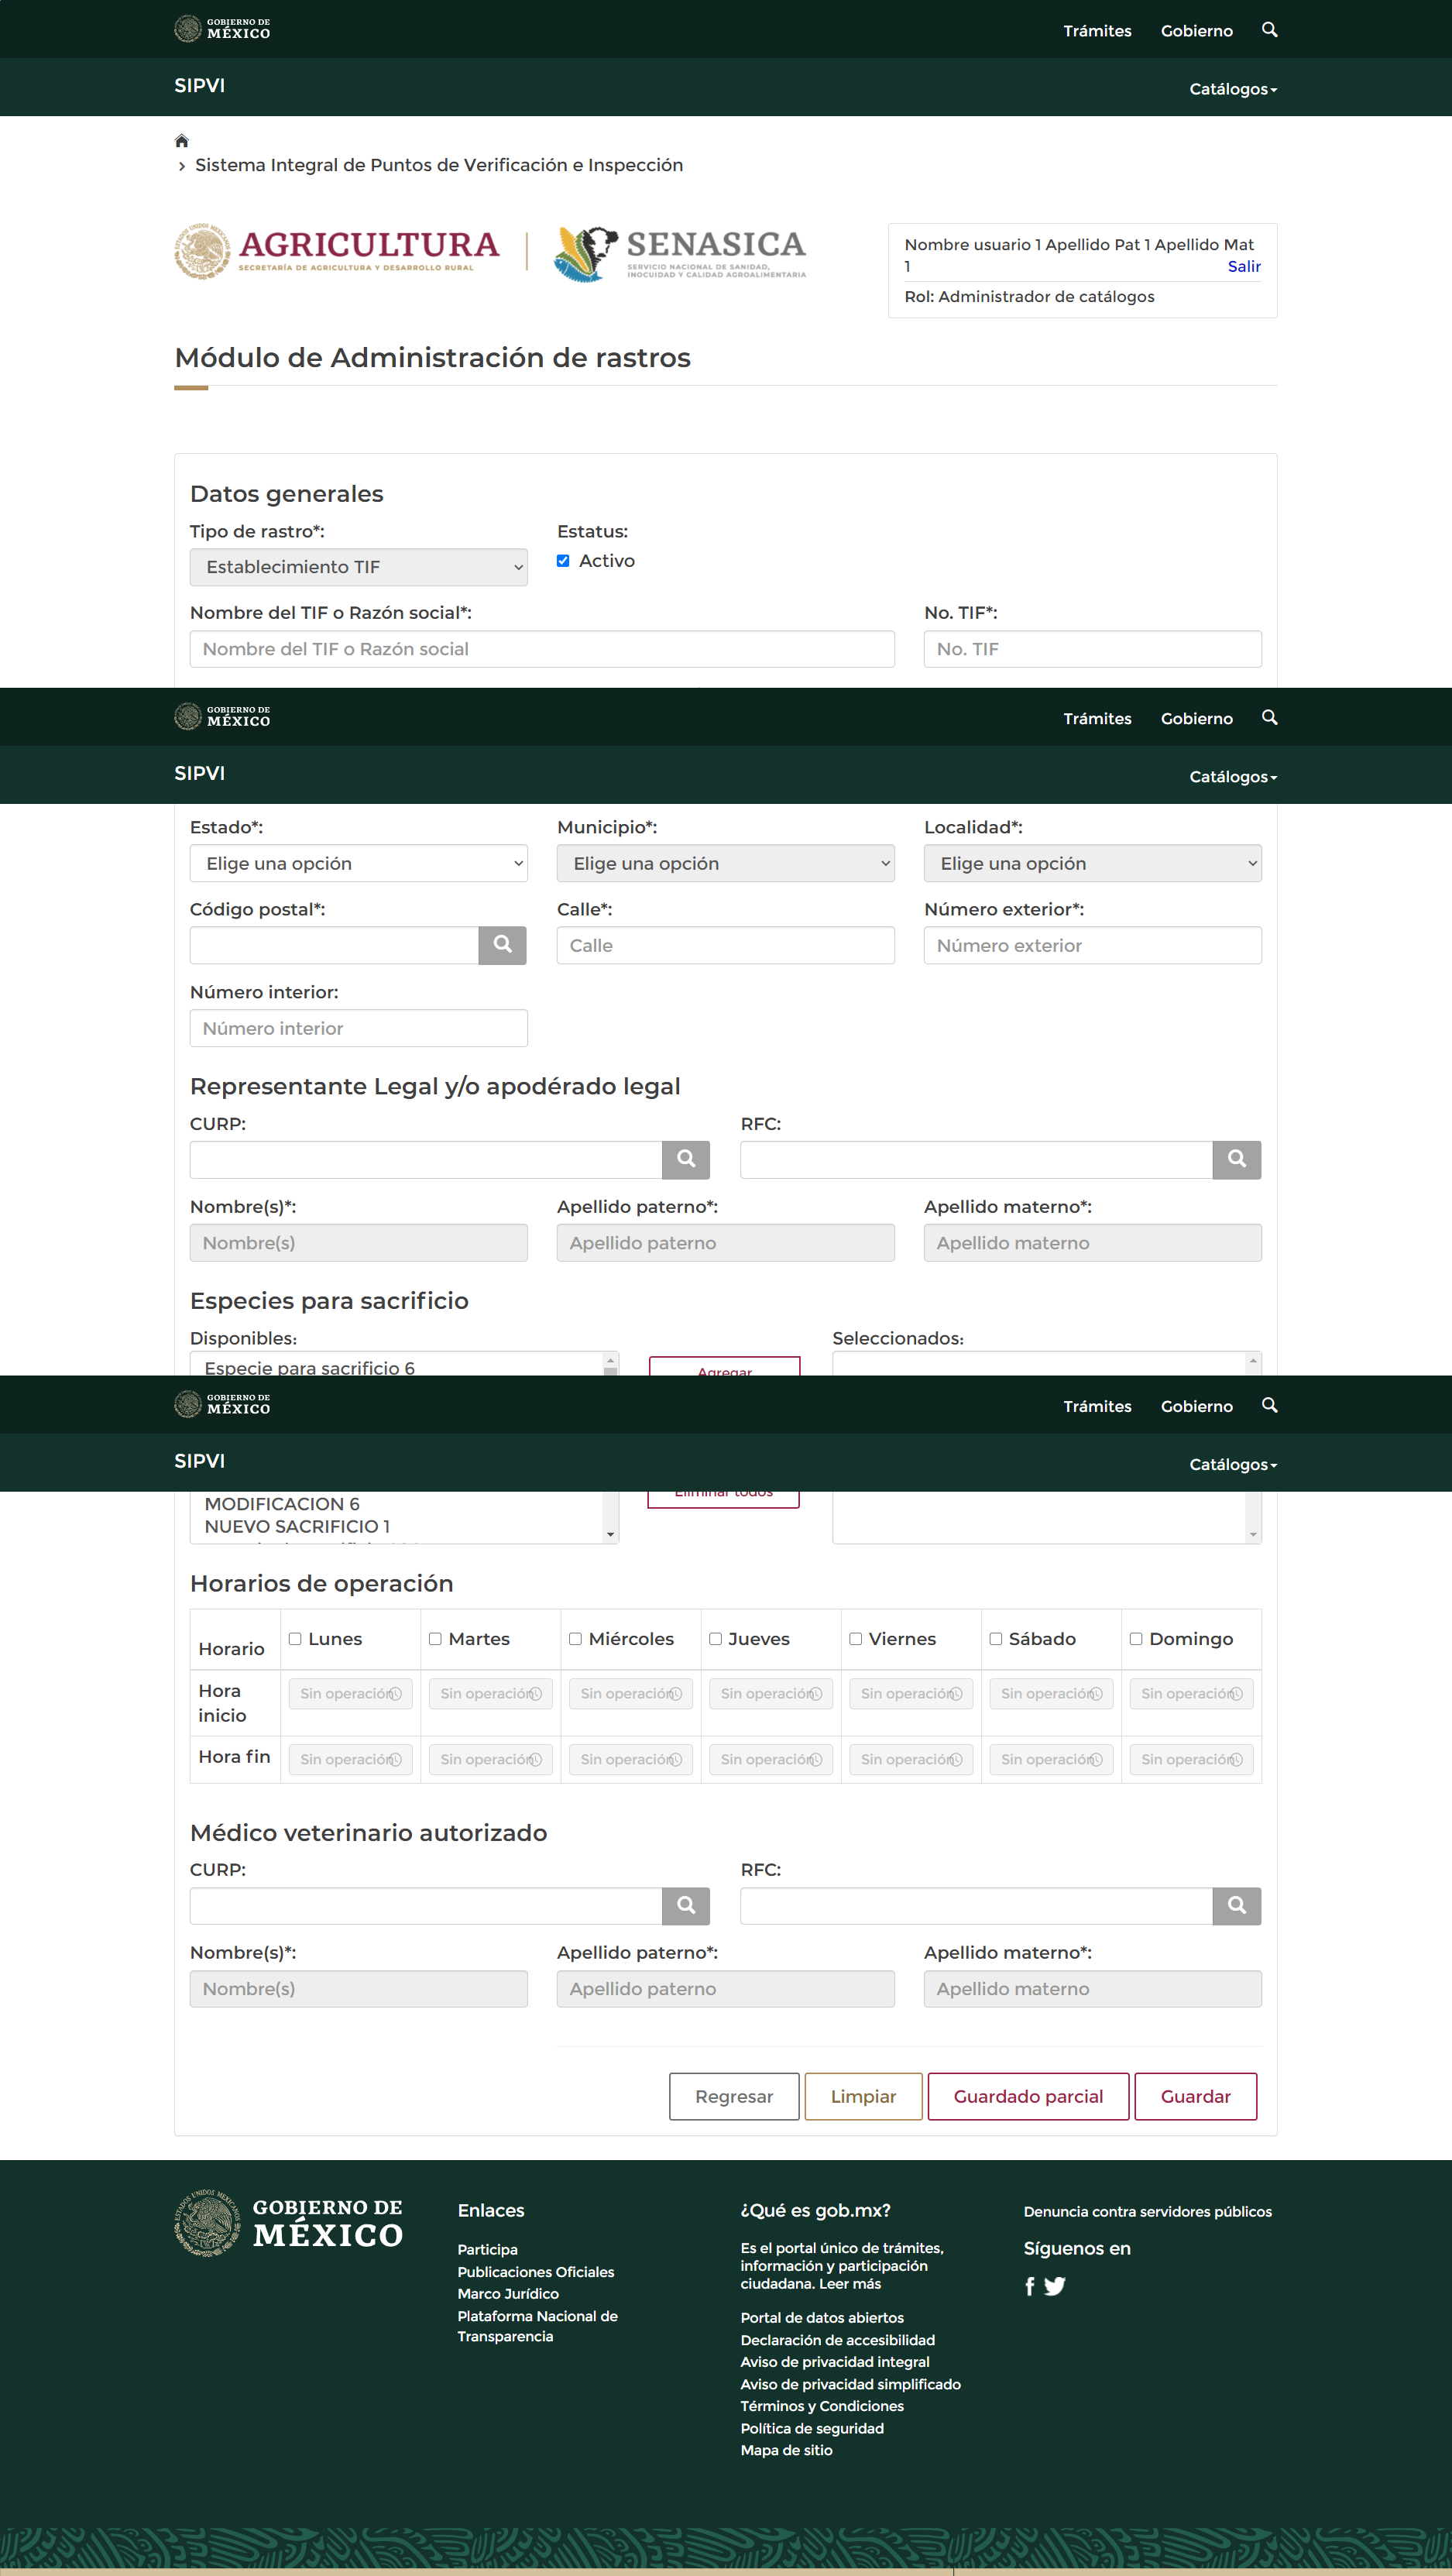 GOBIERNO DE
MÉXICO
Trámites Gobierno
SIPVI
Catálogos
Sistema Integral de Puntos de Verificación e Inspección
AGRICULTURA
SECRETARÍA DE AGRICULTURA Y DESARROLLO RURAL
SENASICA
SERVICIO NACIONAL DE SANIDAD,
INOCUIDAD Y CALIDAD AGROALIMENTARIA
Nombre usuario 1 Apellido Pat 1 Apellido Mat
1 Salir
Rol: Administrador de catálogos
Módulo de Administración de rastros
Datos generales
Tipo de rastro*: Estatus:
Establecimiento TIF Activo
Nombre del TIF o Razón social*: No. TIF*:
Nombre del TIF o Razón social No. TIF
GOBIERNO DE
MÉXICO
Trámites Gobierno
SIPVI
Catálogos
Estado*: Municipio*: Localidad*:
Elige una opción Elige una opción Elige una opción
Código postal*: Calle*: Número exterior*:
Calle Número exterior
Número interior:
Número interior
Representante Legal y/o apodérado legal
CURP: RFC:
Nombre(s)*: Apellido paterno*: Apellido materno*:
Nombre(s) Apellido paterno Apellido materno
Especies para sacrificio
Disponibles: Seleccionados:
Especie para sacrificio 6
Agregar
GOBIERNO DE
MÉXICO
Trámites Gobierno
SIPVI
Catálogos
Eliminar todos
MODIFICACION 6
NUEVO SACRIFICIO 1
Horarios de operación
Horario Lunes Martes Miércoles Jueves Viernes Sábado Domingo
Hora inicio Sin operación Sin operación Sin operación Sin operación Sin operación Sin operación Sin operación
Hora fin Sin operación Sin operación Sin operación Sin operación Sin operación Sin operación Sin operación
Médico veterinario autorizado
CURP: RFC:
Nombre(s)*: Apellido paterno*: Apellido materno*:
Nombre(s) Apellido paterno Apellido materno
Regresar Limpiar Guardado parcial Guardar
GOBIERNO DE
MÉXICO
Enlaces
Participa
Publicaciones Oficiales
Marco Jurídico
Plataforma Nacional de
Transparencia
¿Qué es gob.mx?
Es el portal único de trámites,
información y participación
ciudadana. Leer más
Portal de datos abiertos
Declaración de accesibilidad
Aviso de privacidad integral
Aviso de privacidad simplificado
Términos y Condiciones
Política de seguridad
Mapa de sitio
Denuncia contra servidores públicos
Síguenos en